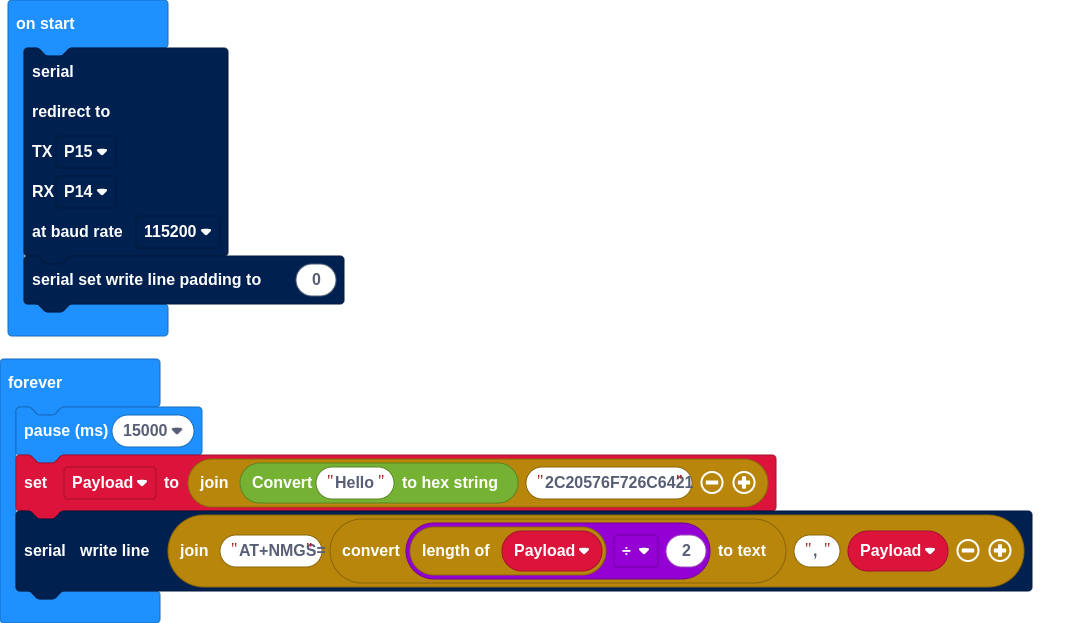 on start
serial
redirect to
TX P15
RX P14
at baud rate 115200
serial set write line padding to 0
forever
pause (ms) 15000
set Payload to join Convert "Hello " to hex string "2C20576F726C6421"
serial write line join "AT+NMGS=" convert length of Payload ÷ 2 to text "," Payload